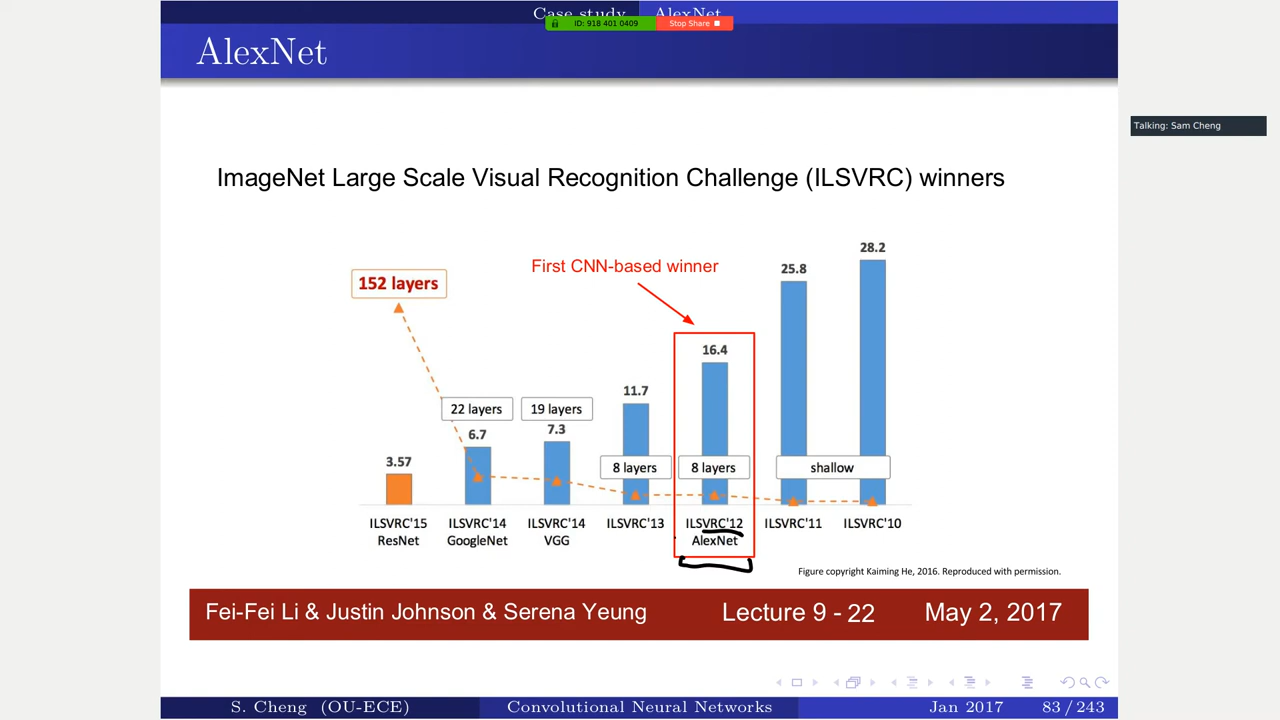 Case study AlexNet
ID: 918 401 0409 Stop Share
AlexNet
Talking: Sam Cheng
ImageNet Large Scale Visual Recognition Challenge (ILSVRC) winners
28.2
First CNN-based winner
25.8
152 layers
16.4
11.7
22 layers
19 layers
6.7
7.3
3.57
8 layers
8 layers
shallow
ILSVRC'15 ILSVRC'14 ILSVRC'14 ILSVRC'13 ILSVRC'12 ILSVRC'11 ILSVRC'10
ResNet GoogleNet VGG AlexNet
Figure copyright Kaiming He, 2016. Reproduced with permission.
Fei-Fei Li & Justin Johnson & Serena Yeung Lecture 9 - 22 May 2, 2017
S. Cheng (OU-ECE) Convolutional Neural Networks Jan 2017 83 / 243